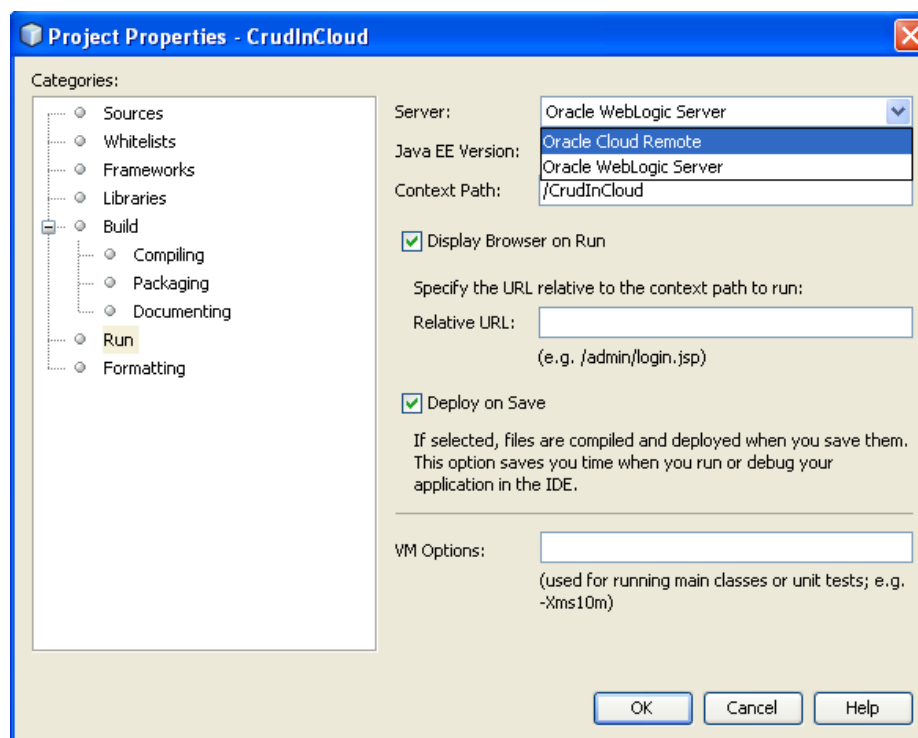 Project Properties - CrudInCloud
Categories:
Sources
Whitelists
Frameworks
Libraries
Build
Compiling
Packaging
Documenting
Run
Formatting
Server:
Oracle WebLogic Server
Oracle Cloud Remote
Oracle WebLogic Server
Java EE Version:
Context Path:
/CrudInCloud
Display Browser on Run
Specify the URL relative to the context path to run:
Relative URL:
(e.g. /admin/login.jsp)
Deploy on Save
If selected, files are compiled and deployed when you save them.
This option saves you time when you run or debug your
application in the IDE.
VM Options:
(used for running main classes or unit tests; e.g.
-Xms10m)
OK
Cancel
Help